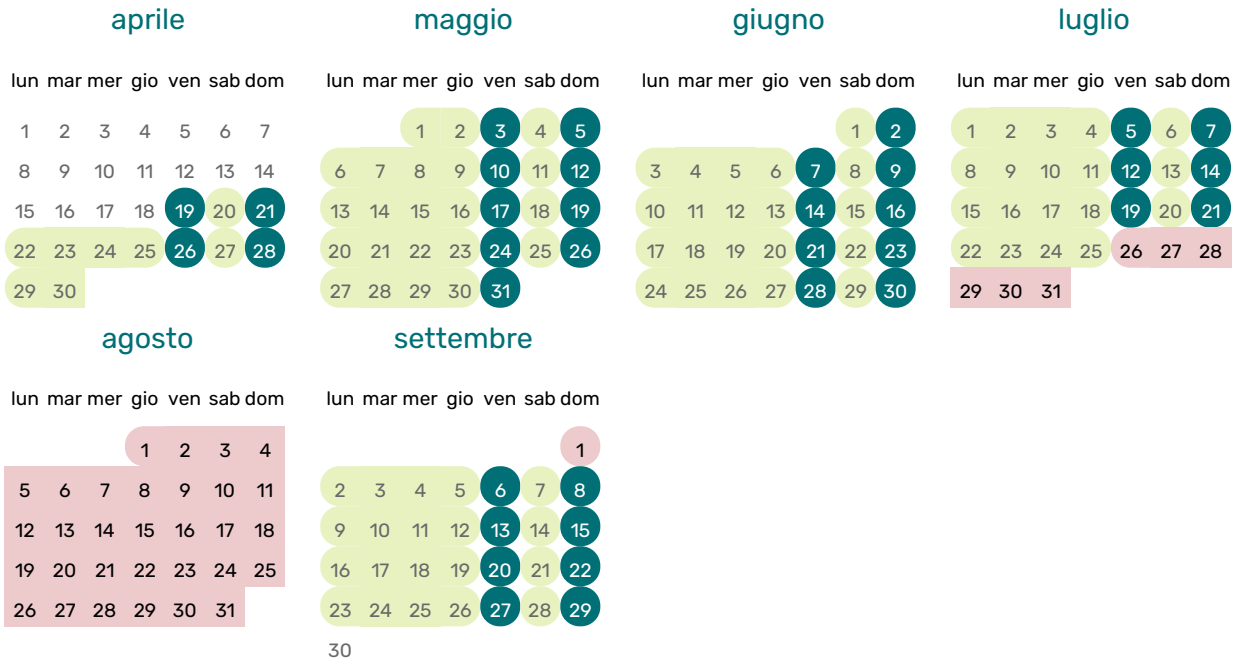 aprile
lun mar mer gio ven sab dom
1 2 3 4 5 6 7
8 9 10 11 12 13 14
15 16 17 18 19 20 21
22 23 24 25 26 27 28
29 30
maggio
lun mar mer gio ven sab dom
1 2 3 4 5
6 7 8 9 10 11 12
13 14 15 16 17 18 19
20 21 22 23 24 25 26
27 28 29 30 31
giugno
lun mar mer gio ven sab dom
1 2
3 4 5 6 7 8 9
10 11 12 13 14 15 16
17 18 19 20 21 22 23
24 25 26 27 28 29 30
luglio
lun mar mer gio ven sab dom
1 2 3 4 5 6 7
8 9 10 11 12 13 14
15 16 17 18 19 20 21
22 23 24 25 26 27 28
29 30 31
agosto
lun mar mer gio ven sab dom
1 2 3 4
5 6 7 8 9 10 11
12 13 14 15 16 17 18
19 20 21 22 23 24 25
26 27 28 29 30 31
settembre
lun mar mer gio ven sab dom
1
2 3 4 5 6 7 8
9 10 11 12 13 14 15
16 17 18 19 20 21 22
23 24 25 26 27 28 29
30